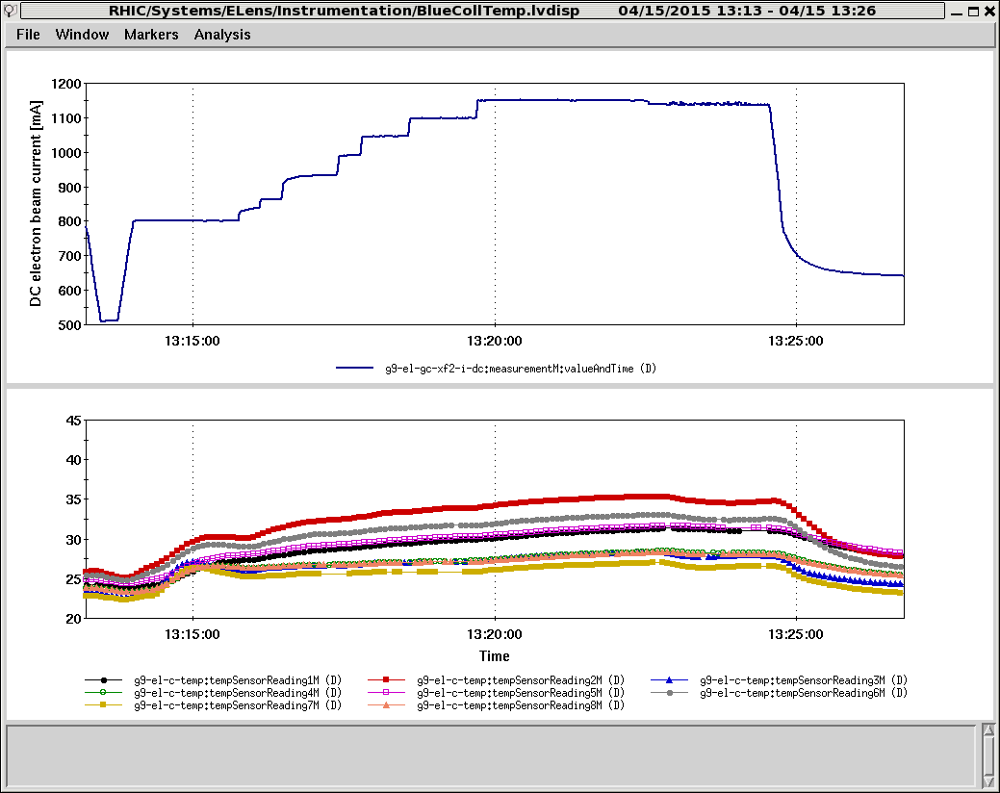 RHIC/Systems/ELens/Instrumentation/BlueCollTemp.lvdisp 04/15/2015 13:13 - 04/15 13:26
File Window Markers Analysis
DC electron beam current [mA]
1200
1100
1000
900
800
700
600
500
13:15:00 13:20:00 13:25:00
g9-el-gc-xf2-i-dc:measurementM:valueAndTime (D)
45
40
35
30
25
20
13:15:00 13:20:00 13:25:00
Time
g9-el-c-temp:tempSensorReading1M (D) g9-el-c-temp:tempSensorReading2M (D) g9-el-c-temp:tempSensorReading3M (D)
g9-el-c-temp:tempSensorReading4M (D) g9-el-c-temp:tempSensorReading5M (D) g9-el-c-temp:tempSensorReading6M (D)
g9-el-c-temp:tempSensorReading7M (D) g9-el-c-temp:tempSensorReading8M (D)